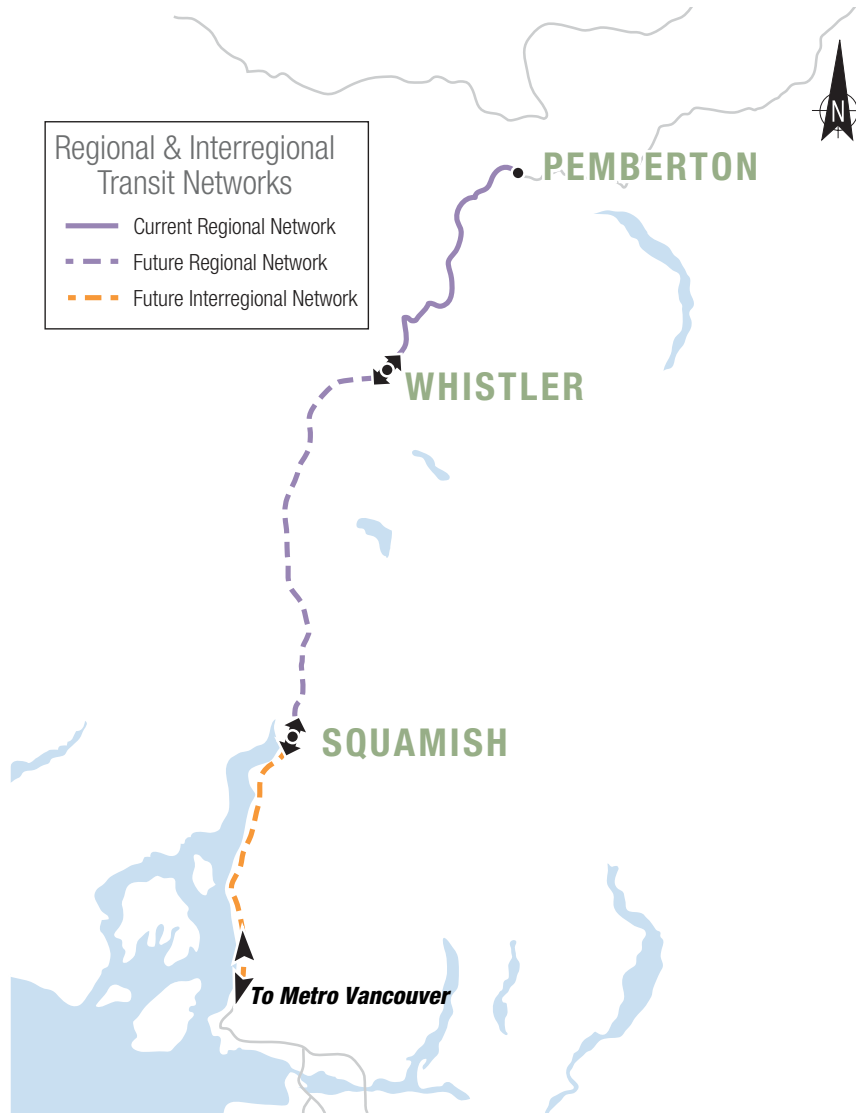 N
PEMBERTON
Regional & Interregional
Transit Networks
Current Regional Network
Future Regional Network
Future Interregional Network
WHISTLER
SQUAMISH
To Metro Vancouver